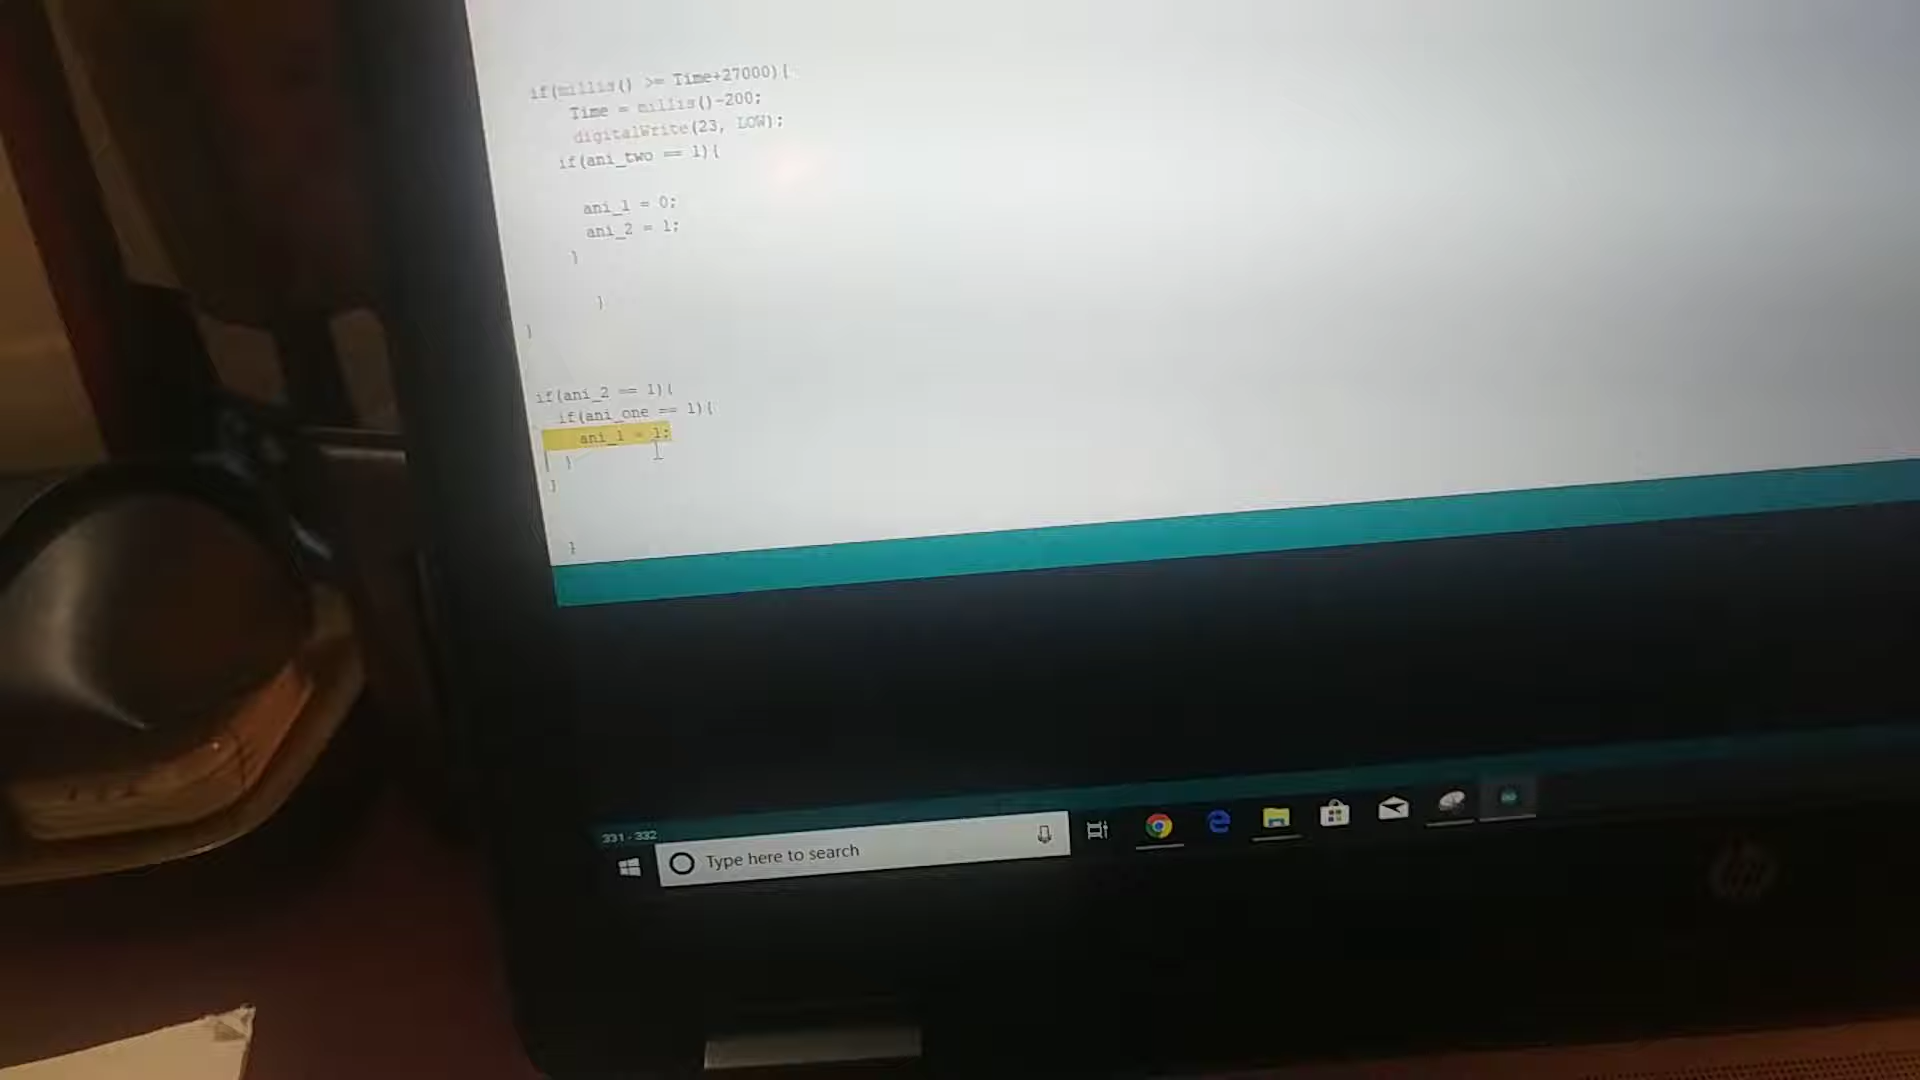 if(millis() >= Time+27000){
Time = millis()-200;
digitalWrite(23, LOW);
if(ani_two == 1){
ani_1 = 0;
ani_2 = 1;
}
}
}
if(ani_2 == 1){
if(ani_one == 1){
ani_1 = 1;
}
}
}
331 - 332
Type here to search
hp